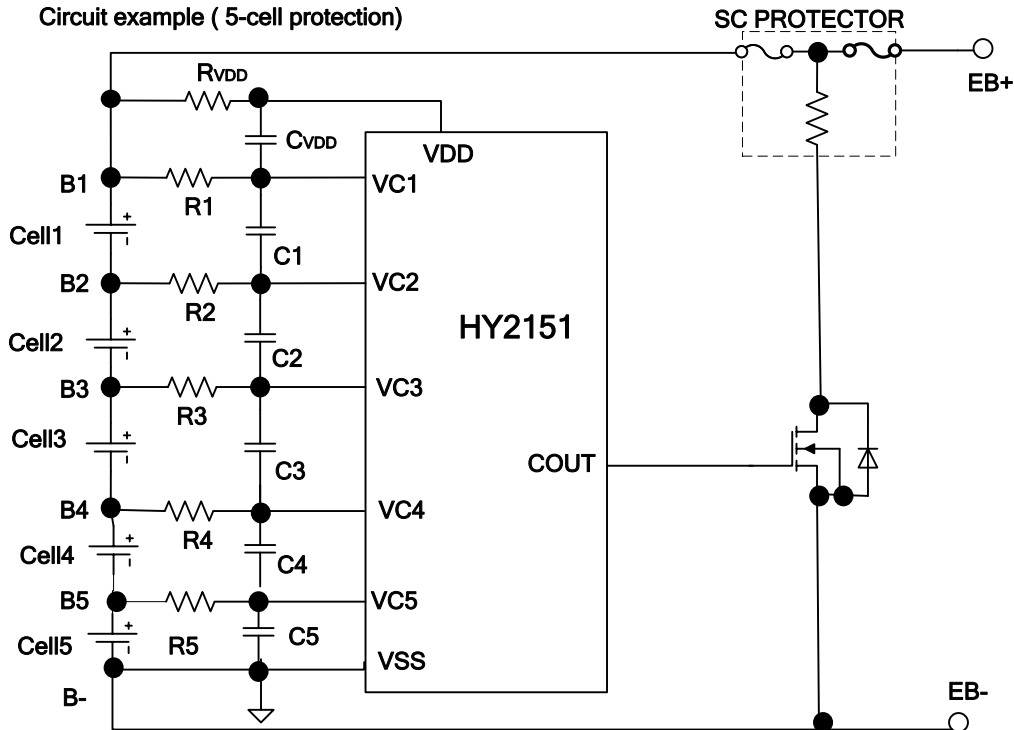 Circuit example ( 5-cell protection)
SC PROTECTOR
EB+
RVDD
CVDD
VDD
B1
R1
VC1
Cell1
+
C1
B2
R2
VC2
HY2151
Cell2
+
C2
B3
R3
VC3
Cell3
+
C3
COUT
B4
R4
VC4
Cell4
+
C4
B5
R5
VC5
Cell5
+
C5
VSS
B-
EB-